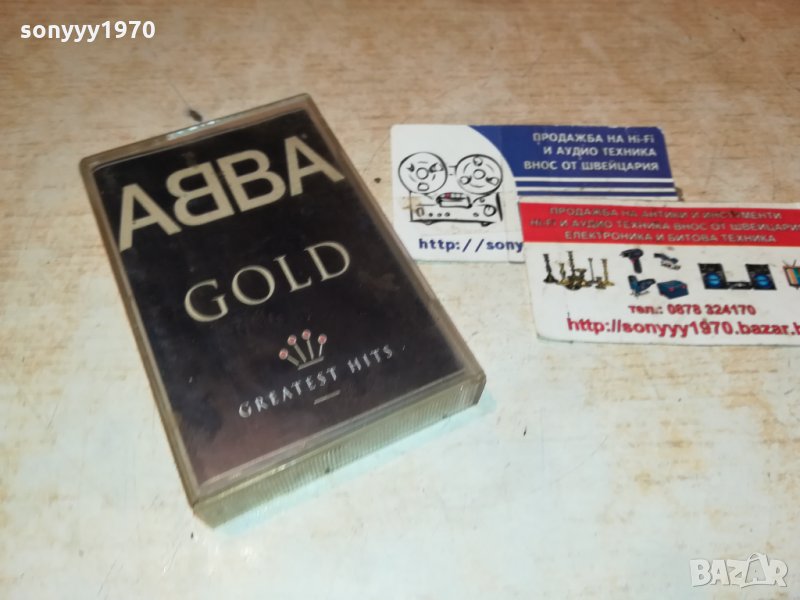 sonyyy1970
ABBA
GOLD
GREATEST HITS
ПРОДАЖБА НА Hi-Fi
И АУДИО ТЕХНИКА
ВНОС ОТ ШВЕЙЦАРИЯ
http://sony
ПРОДАЖБА НА АНТИКИ И ИНСТРУМЕНТИ
Hi-Fi И АУДИО ТЕХНИКА ВНОС ОТ ШВЕЙЦАРИЯ
ЕЛЕКТРОНИКА И БИТОВА ТЕХНИКА
тел.: 0878 324170
http://sonyyy1970.bazar.b
BAZAR